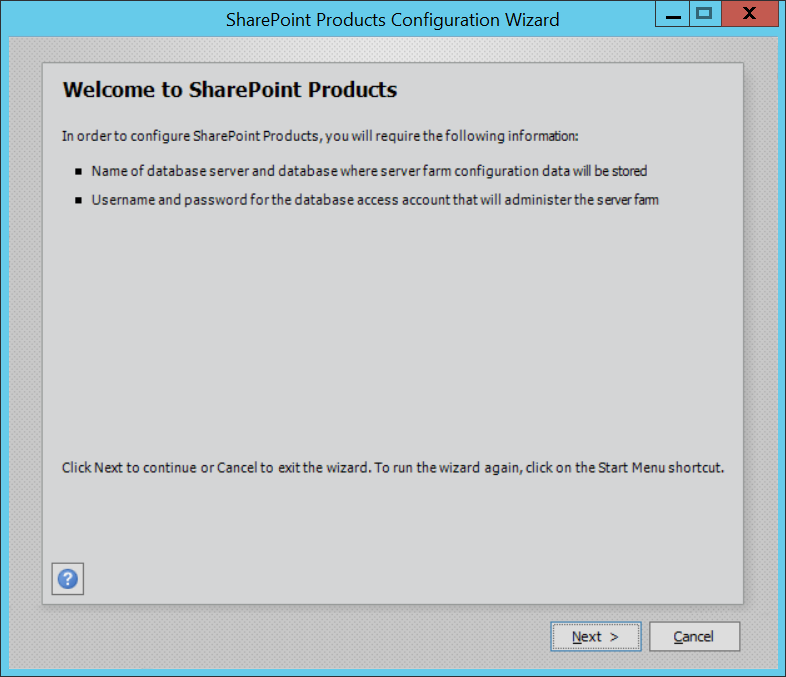 SharePoint Products Configuration Wizard
Welcome to SharePoint Products
In order to configure SharePoint Products, you will require the following information:
Name of database server and database where server farm configuration data will be stored
Username and password for the database access account that will administer the server farm
Click Next to continue or Cancel to exit the wizard. To run the wizard again, click on the Start Menu shortcut.
?
Next >
Cancel